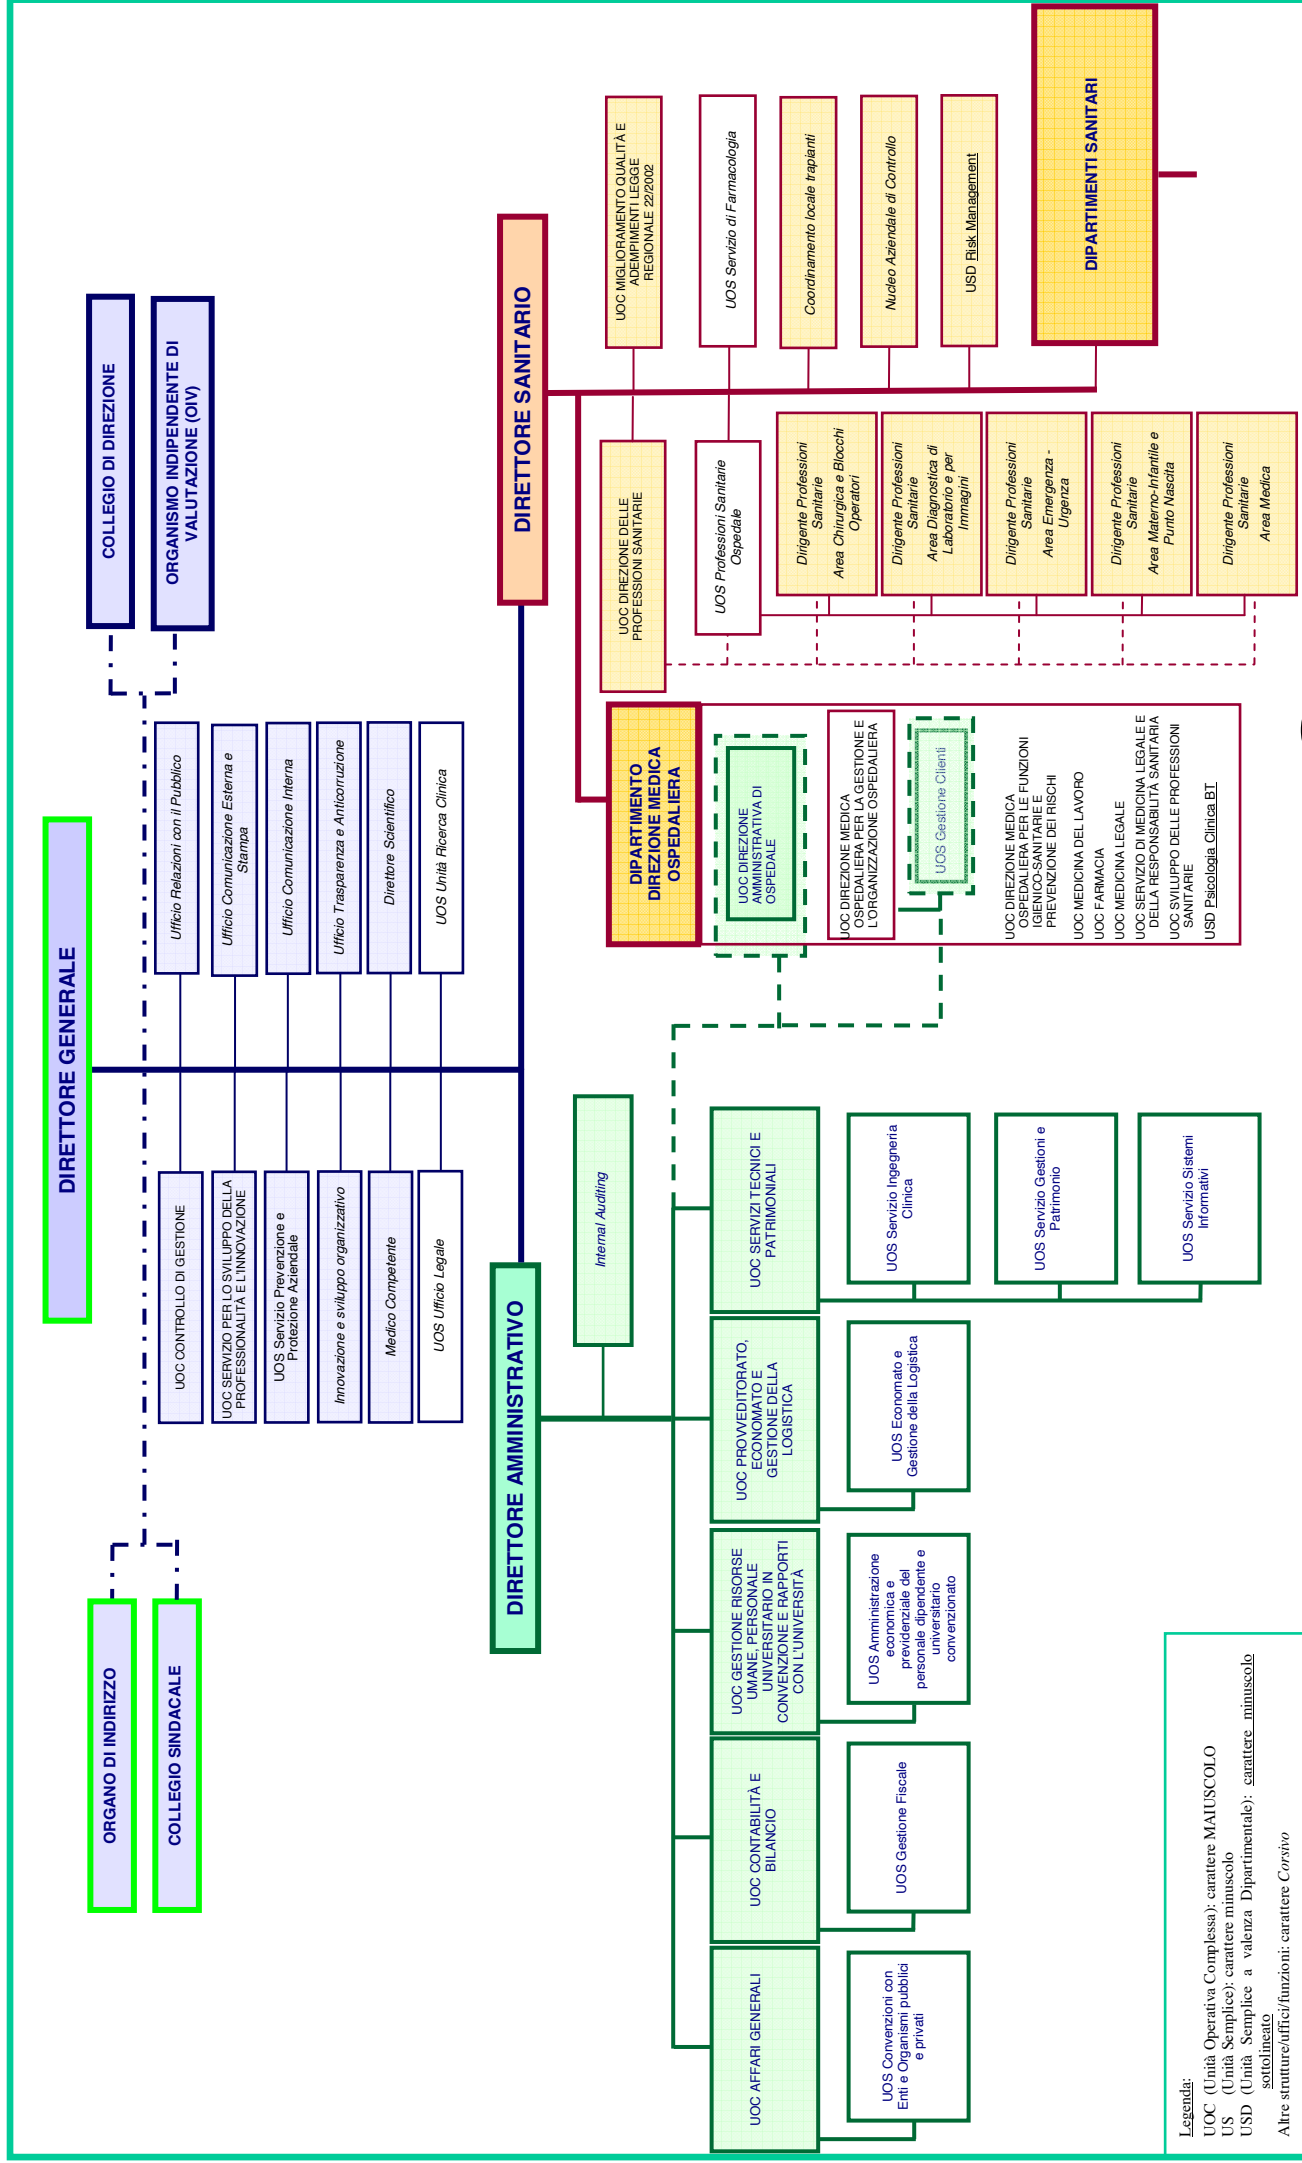 DIRETTORE GENERALE
ORGANO DI INDIRIZZO
COLLEGIO SINDACALE
COLLEGIO DI DIREZIONE
ORGANISMO INDIPENDENTE DI
VALUTAZIONE (OIV)
UOC CONTROLLO DI GESTIONE
UOC SERVIZIO PER LO SVILUPPO DELLA
PROFESSIONALITÀ E L'INNOVAZIONE
UOS Servizio Prevenzione e
Protezione Aziendale
Innovazione e sviluppo organizzativo
Medico Competente
UOS Ufficio Legale
Ufficio Relazioni con il Pubblico
Ufficio Comunicazione Esterna e
Stampa
Ufficio Comunicazione Interna
Ufficio Trasparenza e Anticorruzione
Direttore Scientifico
UOS Unità Ricerca Clinica
DIRETTORE AMMINISTRATIVO
Internal Auditing
UOC AFFARI GENERALI
UOS Convenzioni con
Enti e Organismi pubblici
e privati
UOC CONTABILITÀ E
BILANCIO
UOS Gestione Fiscale
UOC GESTIONE RISORSE
UMANE, PERSONALE
UNIVERSITARIO IN
CONVENZIONE E RAPPORTI
CON L'UNIVERSITÀ
UOS Amministrazione
economica e
previdenziale del
personale dipendente e
universitario
convenzionato
UOC PROVVEDITORATO,
ECONOMATO E
GESTIONE DELLA
LOGISTICA
UOS Economato e
Gestione della Logistica
UOC SERVIZI TECNICI E
PATRIMONIALI
UOS Servizio Ingegneria
Clinica
UOS Servizio Gestioni e
Patrimonio
UOS Servizio Sistemi
Informativi
DIRETTORE SANITARIO
DIPARTIMENTO
DIREZIONE MEDICA
OSPEDALIERA
UOC DIREZIONE
AMMINISTRATIVA DI
OSPEDALE
UOC DIREZIONE MEDICA
OSPEDALIERA PER LA GESTIONE E
L'ORGANIZZAZIONE OSPEDALIERA
UOS Gestione Clienti
UOC DIREZIONE MEDICA
OSPEDALIERA PER LE FUNZIONI
IGIENICO-SANITARIE E
PREVENZIONE DEI RISCHI
UOC MEDICINA DEL LAVORO
UOC FARMACIA
UOC MEDICINA LEGALE
UOC SERVIZIO DI MEDICINA LEGALE E
DELLA RESPONSABILITÀ SANITARIA
UOC SVILUPPO DELLE PROFESSIONI
SANITARIE
USD Psicologia Clinica BT
UOC DIREZIONE DELLE
PROFESSIONI SANITARIE
UOS Professioni Sanitarie
Ospedale
Dirigente Professioni
Sanitarie
Area Chirurgica e Blocchi
Operatori
Dirigente Professioni
Sanitarie
Area Diagnostica di
Laboratorio e per
Immagini
Dirigente Professioni
Sanitarie
Area Emergenza -
Urgenza
Dirigente Professioni
Sanitarie
Area Materno-Infantile e
Punto Nascita
Dirigente Professioni
Sanitarie
Area Medica
UOC MIGLIORAMENTO QUALITÀ E
ADEMPIMENTI LEGGE
REGIONALE 22/2002
UOS Servizio di Farmacologia
Coordinamento locale trapianti
Nucleo Aziendale di Controllo
USD Risk Management
DIPARTIMENTI SANITARI
Legenda:
UOC (Unità Operativa Complessa): carattere MAIUSCOLO
US (Unità Semplice): carattere minuscolo
USD (Unità Semplice a valenza Dipartimentale): carattere minuscolo
sottolineato
Altre strutture/uffici/funzioni: carattere Corsivo